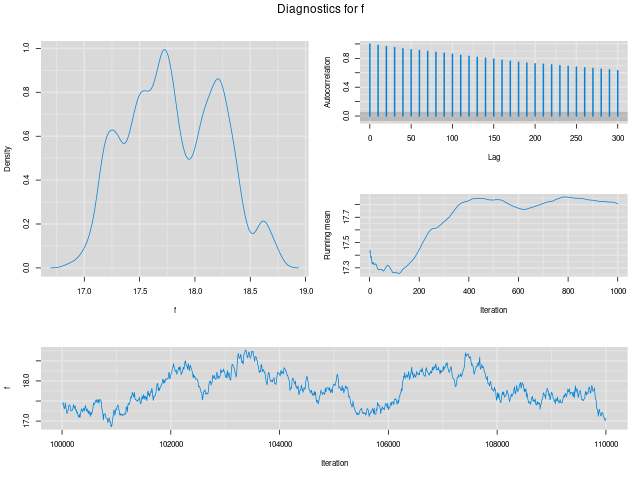 Diagnostics for f
Density
1.0
0.8
0.6
0.4
0.2
0.0
17.0 17.5 18.0 18.5 19.0
f
Autocorrelation
0.8
0.4
0.0
0 50 100 150 200 250 300
Lag
Running mean
17.7
17.5
17.3
0 200 400 600 800 1000
Iteration
f
18.0
17.0
100000 102000 104000 106000 108000 110000
Iteration